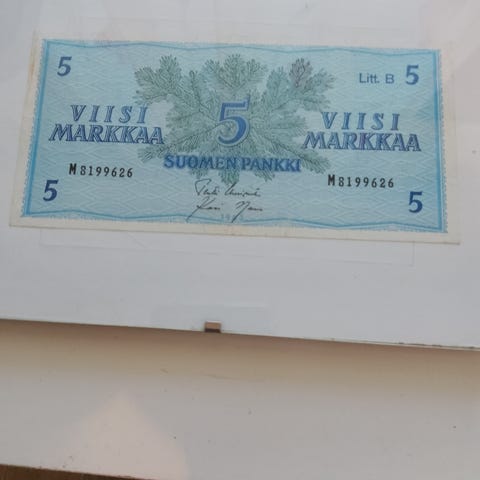 5
Litt. B 5
VIISI MARKKAA
5
VIISI MARKKAA
SUOMEN PANKKI
M8199626
M8199626
5
5